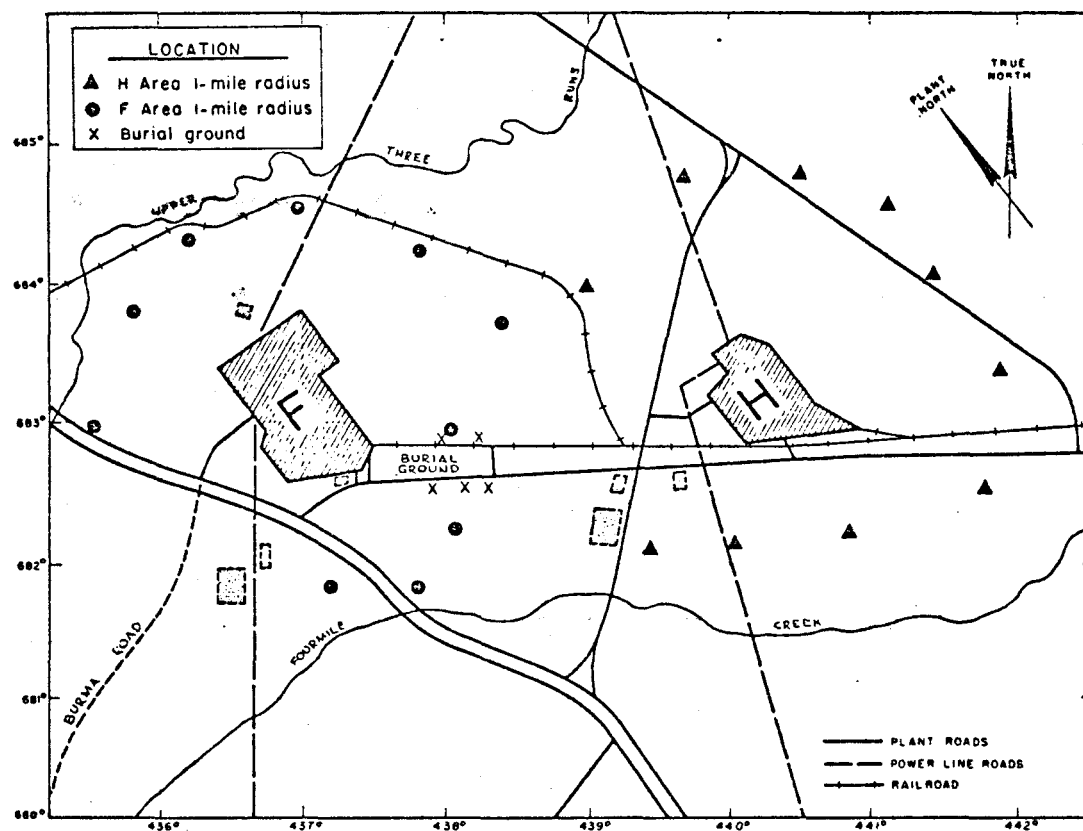 LOCATION
H Area 1-mile radius
F Area 1-mile radius
X Burial ground
TRUE
NORTH
PLANT
NORTH
685°
684°
683°
682°
681°
660°
UPPER THREE RUNS
F
H
BURIAL
GROUND
BURMA ROAD
FOURMILE CREEK
PLANT ROADS
POWER LINE ROADS
RAILROAD
436° 437° 438° 439° 440° 441° 442°